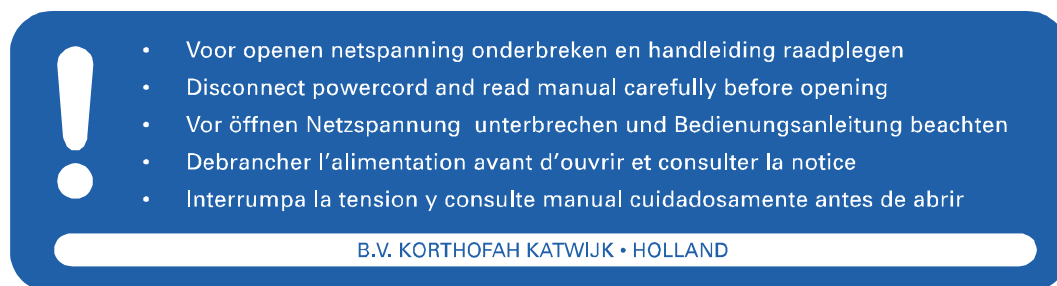 • Voor openen netspanning onderbreken en handleiding raadplegen
• Disconnect powercord and read manual carefully before opening
• Vor öffnen Netzspannung unterbrechen und Bedienungsanleitung beachten
• Debrancher l'alimentation avant d'ouvrir et consulter la notice
• Interrumpa la tension y consulte manual cuidadosamente antes de abrir
B.V. KORTHOFAH KATWIJK • HOLLAND